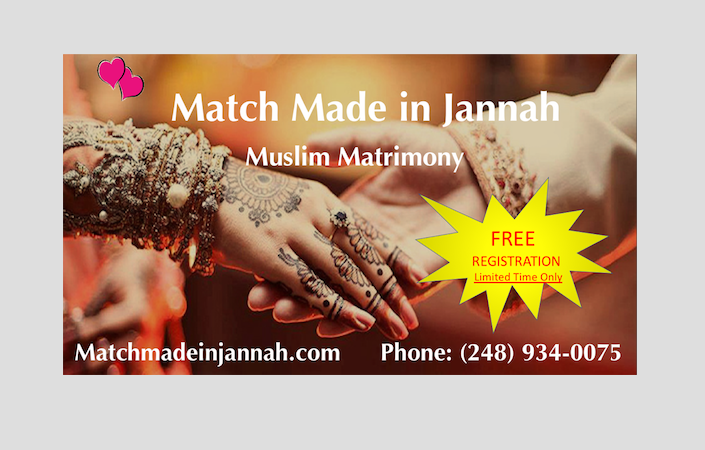 Match Made in Jannah
Muslim Matrimony
FREE
REGISTRATION
Limited Time Only
Matchmadeinjannah.com Phone: (248) 934-0075